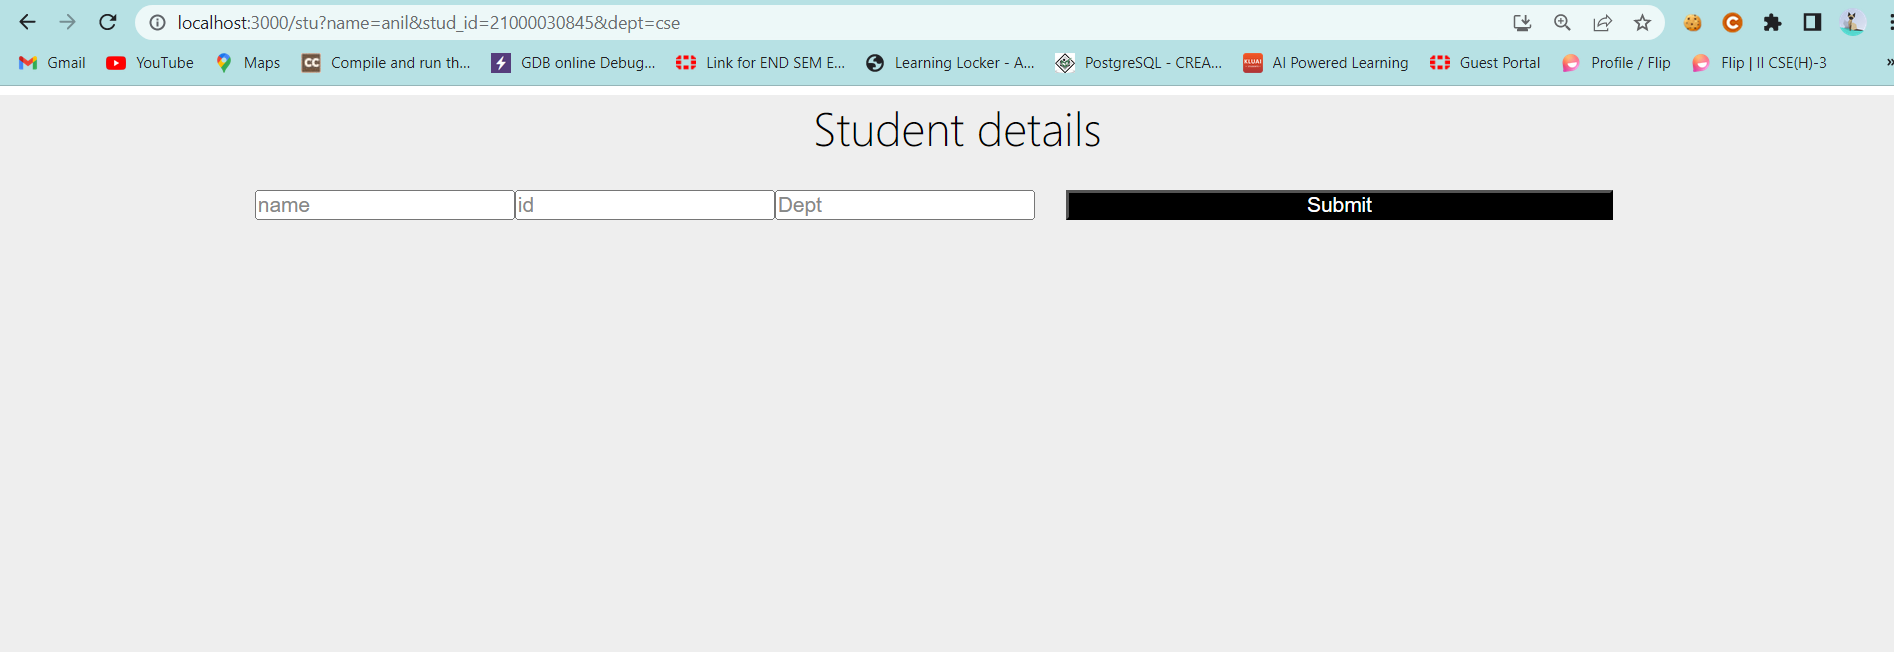 localhost:3000/stu?name=anil&stud_id=21000030845&dept=cse
Gmail YouTube CC Compile and run th... GDB online Debug... Link for END SEM E... Learning Locker - A... PostgreSQL - CREA... KLUAI AI Powered Learning Guest Portal Profile / Flip Flip | II CSE(H)-3 »
Student details
name id Dept Submit